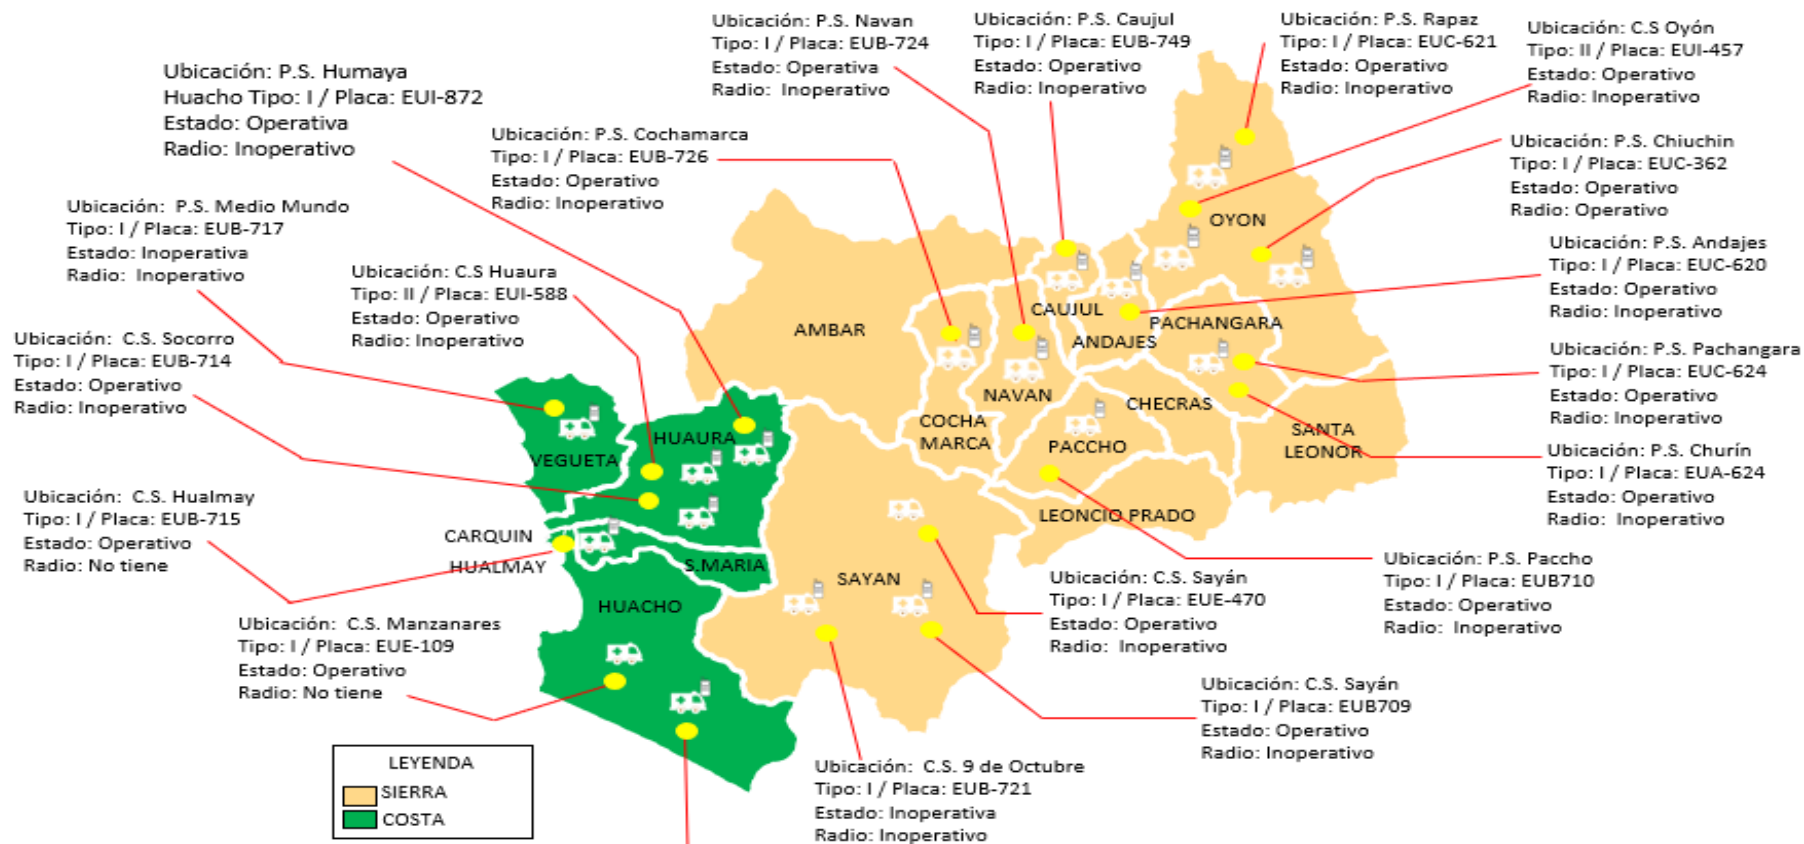 Ubicación: P.S. Navan
Tipo: I / Placa: EUB-724
Estado: Operativa
Radio: Inoperativo
Ubicación: P.S. Caujul
Tipo: I / Placa: EUB-749
Estado: Operativo
Radio: Inoperativo
Ubicación: P.S. Rapaz
Tipo: I / Placa: EUC-621
Estado: Operativo
Radio: Inoperativo
Ubicación: C.S Oyón
Tipo: II / Placa: EUI-457
Estado: Operativo
Radio: Inoperativo
Ubicación: P.S. Humaya
Huacho Tipo: I / Placa: EUI-872
Estado: Operativa
Radio: Inoperativo
Ubicación: P.S. Cochamarca
Tipo: I / Placa: EUB-726
Estado: Operativo
Radio: Inoperativo
Ubicación: P.S. Chiuchin
Tipo: I / Placa: EUC-362
Estado: Operativo
Radio: Operativo
Ubicación: P.S. Medio Mundo
Tipo: I / Placa: EUB-717
Estado: Inoperativa
Radio: Inoperativo
Ubicación: C.S Huaura
Tipo: II / Placa: EUI-588
Estado: Operativo
Radio: Inoperativo
Ubicación: P.S. Andajes
Tipo: I / Placa: EUC-620
Estado: Operativo
Radio: Inoperativo
Ubicación: C.S. Socorro
Tipo: I / Placa: EUB-714
Estado: Operativo
Radio: Inoperativo
Ubicación: P.S. Pachangara
Tipo: I / Placa: EUC-624
Estado: Operativo
Radio: Inoperativo
Ubicación: P.S. Churín
Tipo: I / Placa: EUA-624
Estado: Operativo
Radio: Inoperativo
OYON
AMBAR
CAUJUL
PACHANGARA
ANDAJES
NAVAN
CHECRAS
COCHA
MARCA
PACCHO
SANTA
LEONOR
HUAURA
VEGUETA
LEONCIO PRADO
CARQUIN
HUALMAY
S.MARIA
SAYAN
HUACHO
Ubicación: C.S. Hualmay
Tipo: I / Placa: EUB-715
Estado: Operativo
Radio: No tiene
Ubicación: P.S. Paccho
Tipo: I / Placa: EUB710
Estado: Operativo
Radio: Inoperativo
Ubicación: C.S. Sayán
Tipo: I / Placa: EUE-470
Estado: Operativo
Radio: Inoperativo
Ubicación: C.S. Manzanares
Tipo: I / Placa: EUE-109
Estado: Operativo
Radio: No tiene
Ubicación: C.S. Sayán
Tipo: I / Placa: EUB709
Estado: Operativo
Radio: Inoperativo
Ubicación: C.S. 9 de Octubre
Tipo: I / Placa: EUB-721
Estado: Inoperativa
Radio: Inoperativo
LEYENDA
SIERRA
COSTA